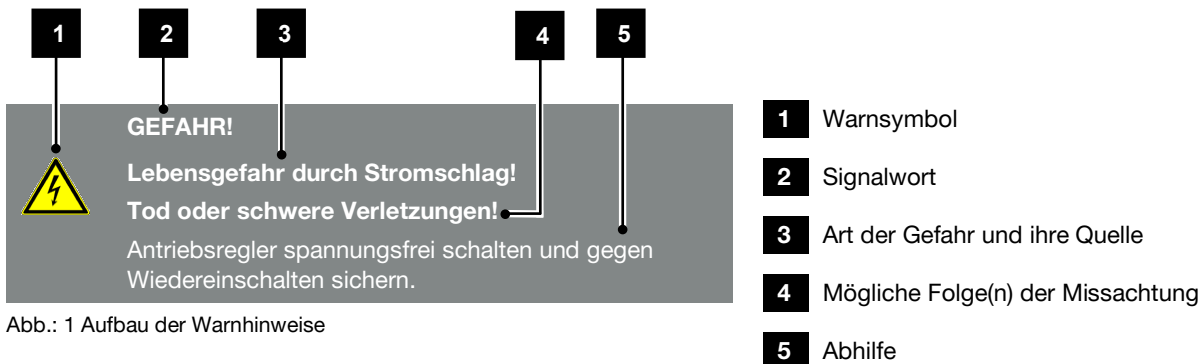 1 2 3 4 5
GEFAHR!
Lebensgefahr durch Stromschlag!
Tod oder schwere Verletzungen!
Antriebsregler spannungsfrei schalten und gegen
Wiedereinschalten sichern.
Abb.: 1 Aufbau der Warnhinweise
1 Warnsymbol
2 Signalwort
3 Art der Gefahr und ihre Quelle
4 Mögliche Folge(n) der Missachtung
5 Abhilfe